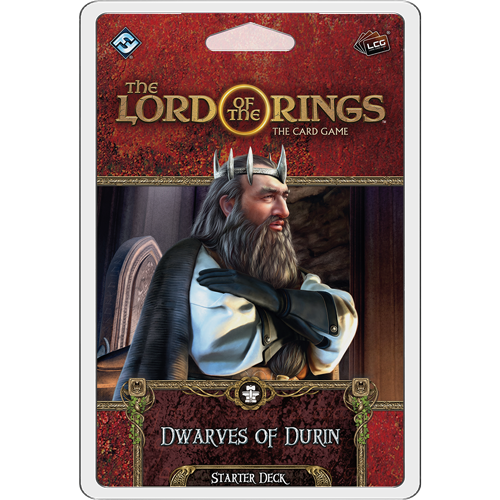 LCG
THE
LORD OF THE RINGS
THE CARD GAME
DWARVES OF DURIN
STARTER DECK